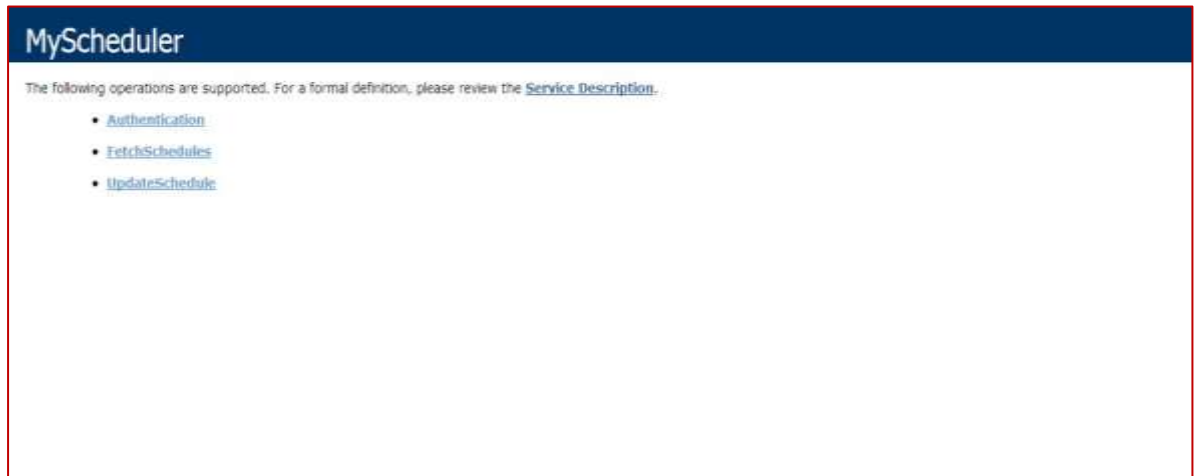 MyScheduler
The following operations are supported. For a formal definition, please review the Service Description.
Authentication
FetchSchedules
UpdateSchedule